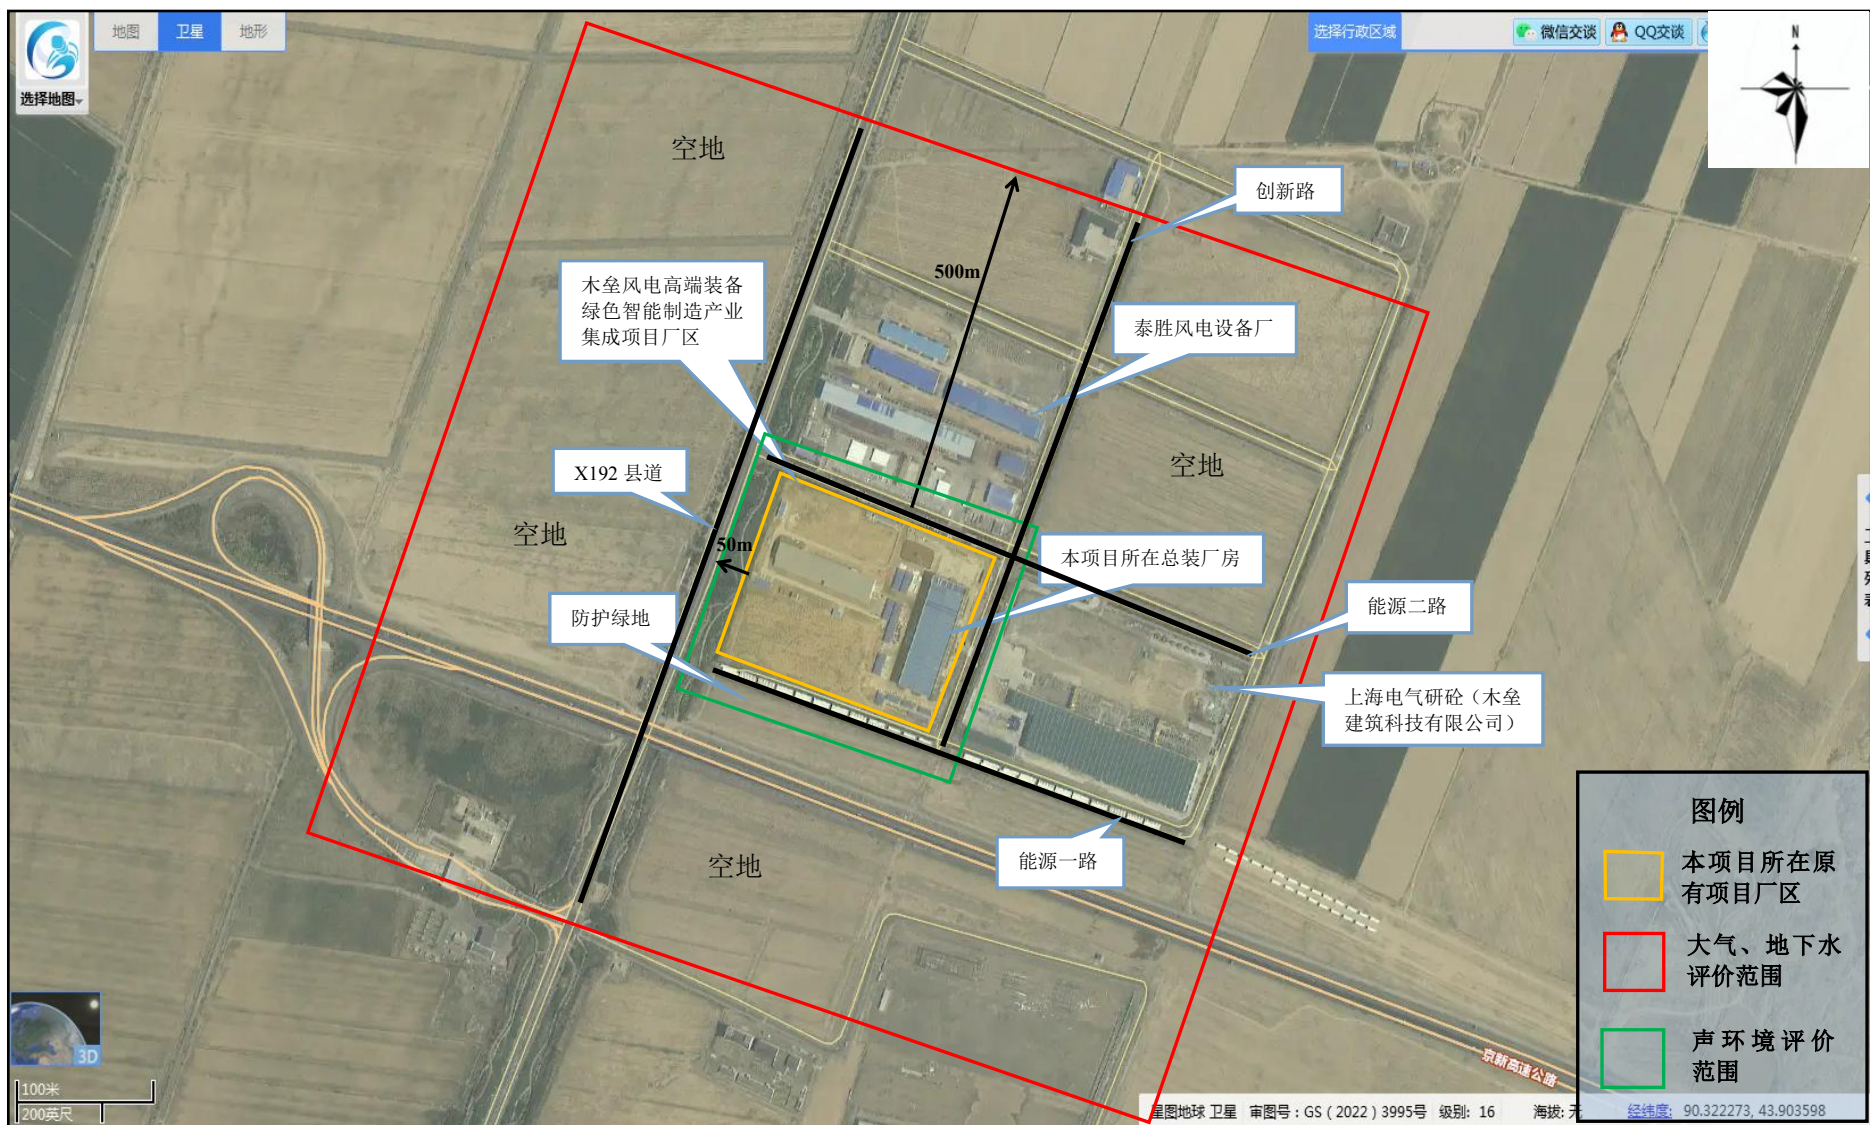 地图
卫星
地形
选择地图
选择行政区域
微信交谈
QQ交谈
N
空地
创新路
500m
木垒风电高端装备
绿色智能制造产业
集成项目厂区
泰胜风电设备厂
X192 县道
空地
空地
50m
本项目所在总装厂房
防护绿地
能源二路
上海电气研砼（木垒
建筑科技有限公司）
能源一路
空地
图例
本项目所在原
有项目厂区
大气、地下水
评价范围
声环境评价
范围
京新高速公路
3D
100米
200英尺
星图地球 卫星 审图号：GS（2022）3995号 级别: 16 海拔: 无 经纬度: 90.322273, 43.903598